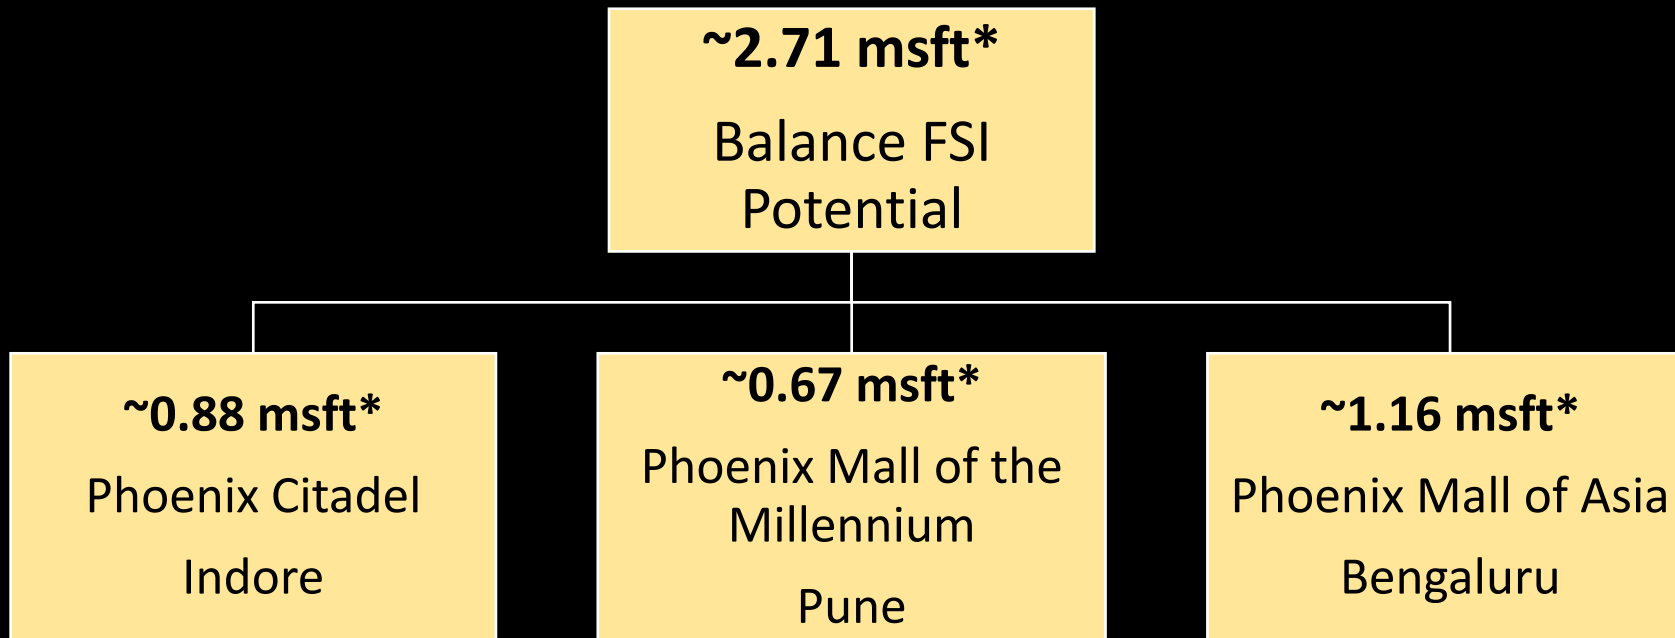 ~2.71 msft*
Balance FSI
Potential
~0.88 msft*
Phoenix Citadel
Indore
~0.67 msft*
Phoenix Mall of the
Millennium
Pune
~1.16 msft*
Phoenix Mall of Asia
Bengaluru